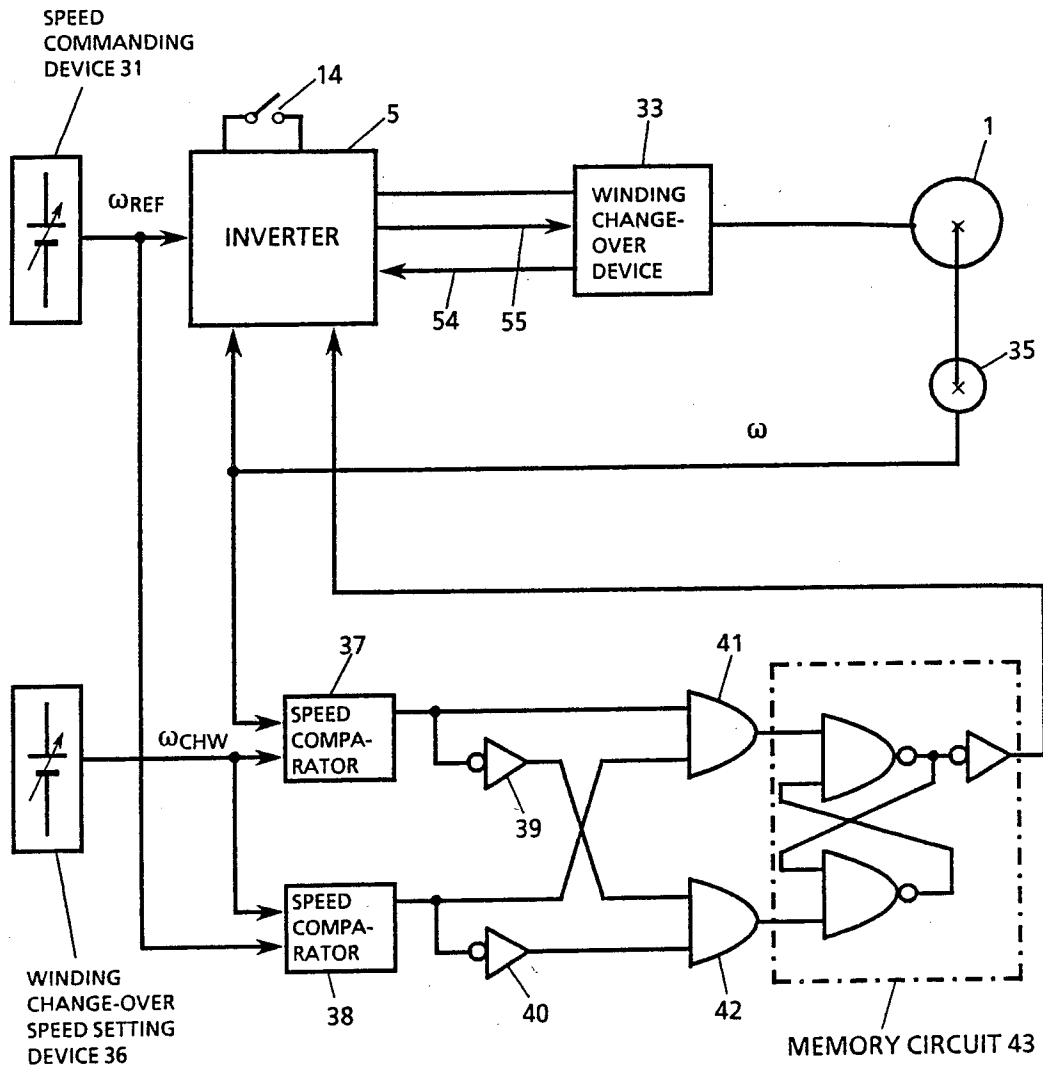 SPEED
COMMANDING
DEVICE 31
14
5
33
1
ωREF
INVERTER
WINDING
CHANGE-
OVER
DEVICE
54
55
35
ω
37
41
SPEED
COMPA-
RATOR
ωCHW
39
SPEED
COMPA-
RATOR
38
40
42
WINDING
CHANGE-OVER
SPEED SETTING
DEVICE 36
MEMORY CIRCUIT 43